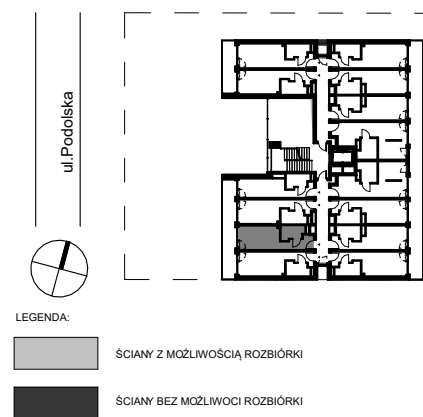 ul.Podolska
LEGENDA:
ŚCIANY Z MOŻLIWOŚCIĄ ROZBIÓRKI
ŚCIANY BEZ MOŻLIWOCI ROZBIÓRKI